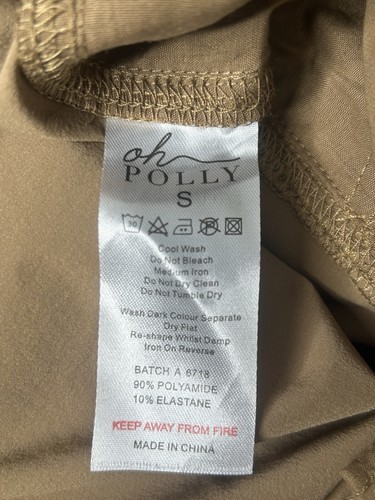 oh
POLLY
S
30
Cool Wash
Do Not Bleach
Medium Iron
Do Not Dry Clean
Do Not Tumble Dry
Wash Dark Colour Separate
Dry Flat
Re-shape Whilst Damp
Iron On Reverse
BATCH A 6718
90% POLYAMIDE
10% ELASTANE
KEEP AWAY FROM FIRE
MADE IN CHINA